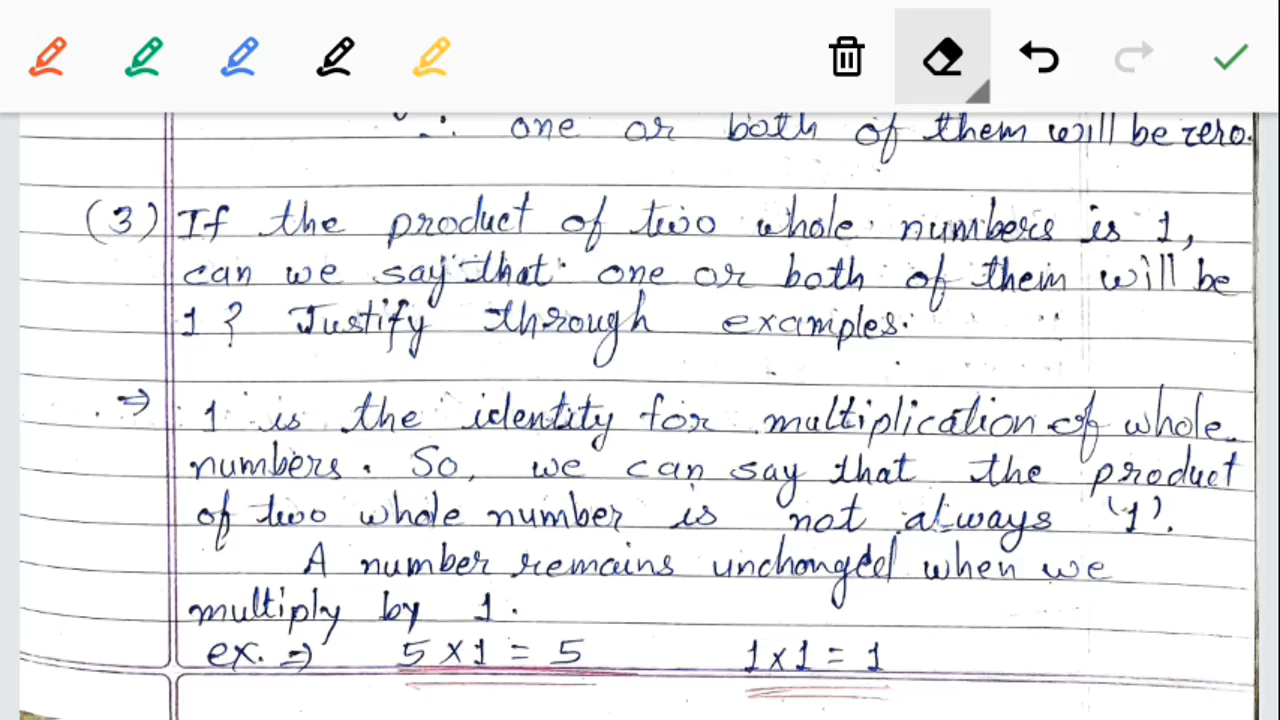 ∴ one or both of them will be zero.
(3) If the product of two whole numbers is 1,
can we say that one or both of them will be
1? Justify through examples.
⇒ 1 is the identity for multiplication of whole
numbers. So, we can say that the product
of two whole number is not always '1'.
A number remains unchanged when we
multiply by 1.
ex. ⇒ 5 × 1 = 5 1 × 1 = 1